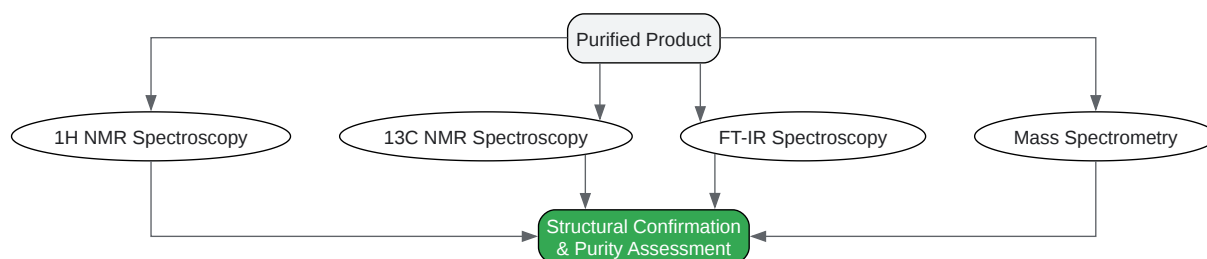 Purified Product
1H NMR Spectroscopy
13C NMR Spectroscopy
FT-IR Spectroscopy
Mass Spectrometry
Structural Confirmation
& Purity Assessment